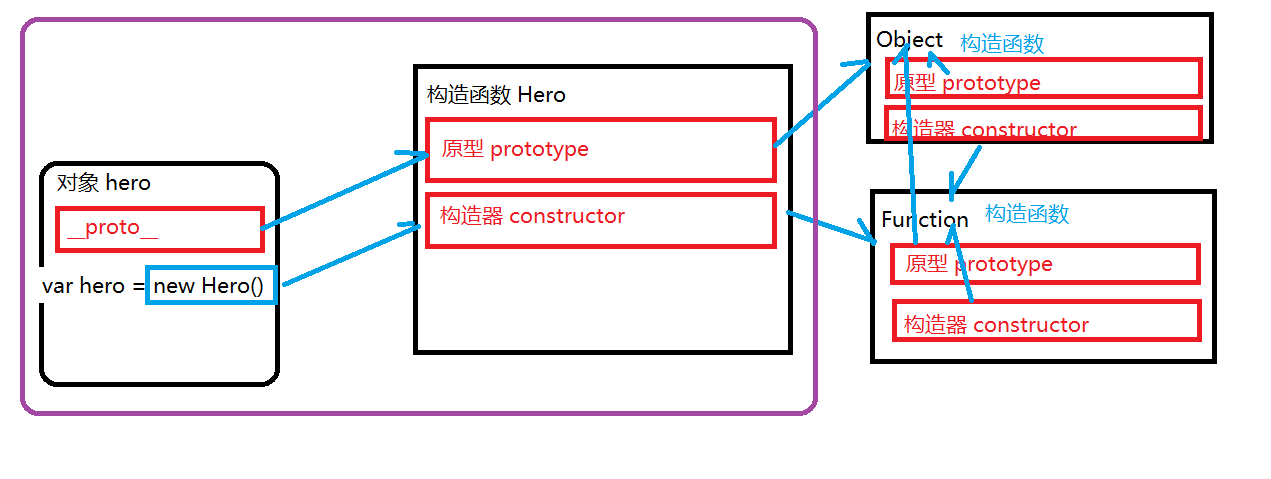 对象 hero
__proto__
var hero = new Hero()
构造函数 Hero
原型 prototype
构造器 constructor
Object 构造函数
原型 prototype
构造器 constructor
Function 构造函数
原型 prototype
构造器 constructor